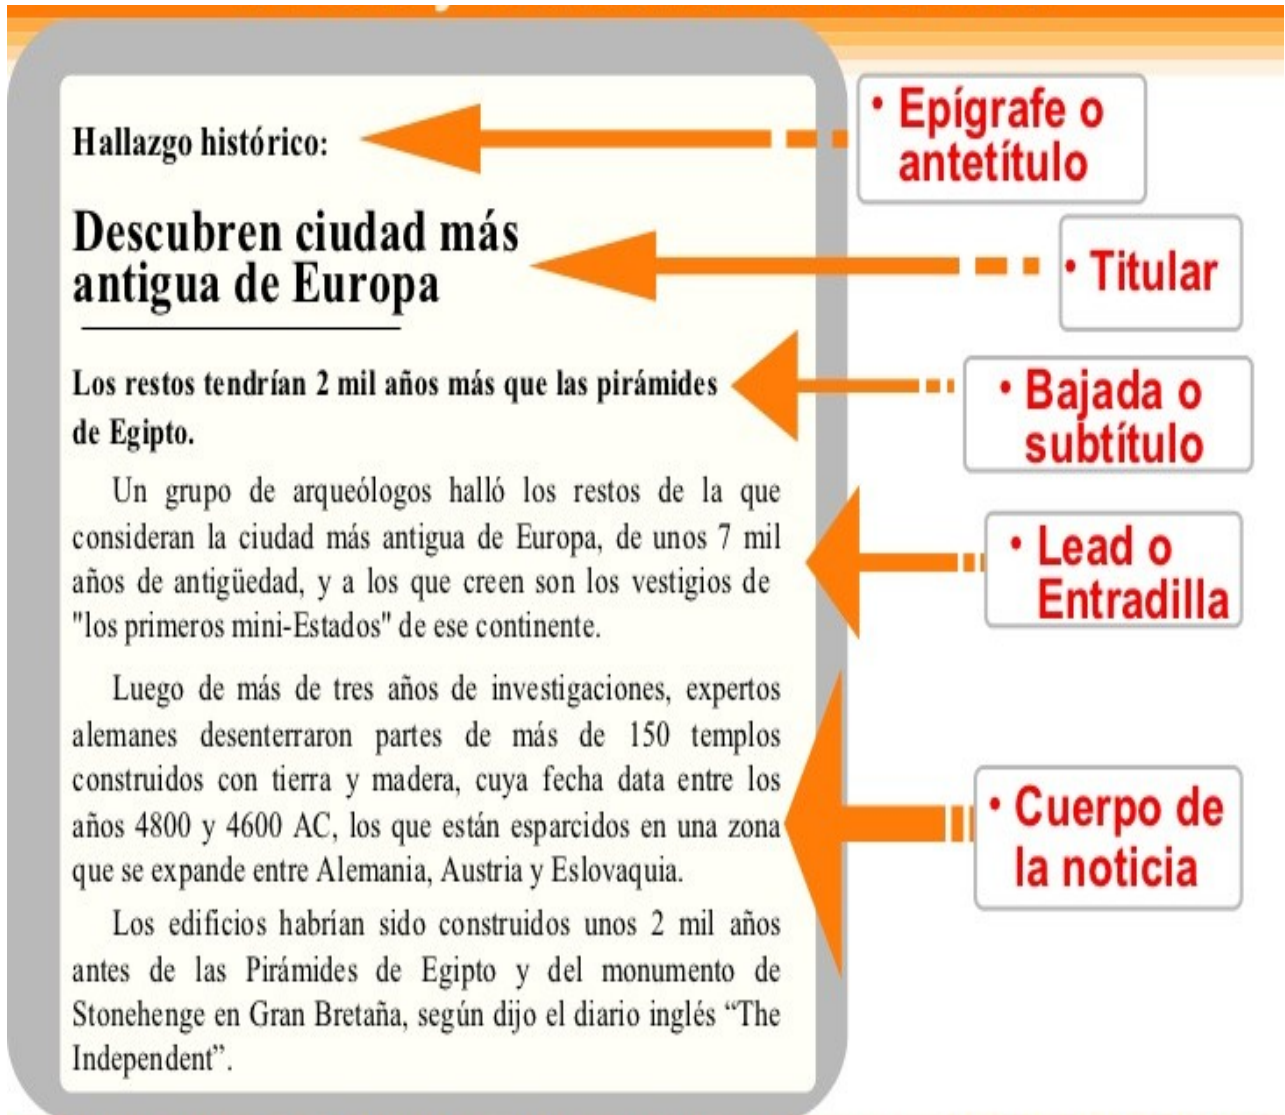 Hallazgo histórico:
Descubren ciudad más
antigua de Europa
Los restos tendrían 2 mil años más que las pirámides
de Egipto.
Un grupo de arqueólogos halló los restos de la que
consideran la ciudad más antigua de Europa, de unos 7 mil
años de antigüedad, y a los que creen son los vestigios de
"los primeros mini-Estados" de ese continente.
Luego de más de tres años de investigaciones, expertos
alemanes desenterraron partes de más de 150 templos
construidos con tierra y madera, cuya fecha data entre los
años 4800 y 4600 AC, los que están esparcidos en una zona
que se expande entre Alemania, Austria y Eslovaquia.
Los edificios habrían sido construidos unos 2 mil años
antes de las Pirámides de Egipto y del monumento de
Stonehenge en Gran Bretaña, según dijo el diario inglés “The
Independent”.
• Epígrafe o
antetítulo
• Titular
• Bajada o
subtítulo
• Lead o
Entradilla
• Cuerpo de
la noticia